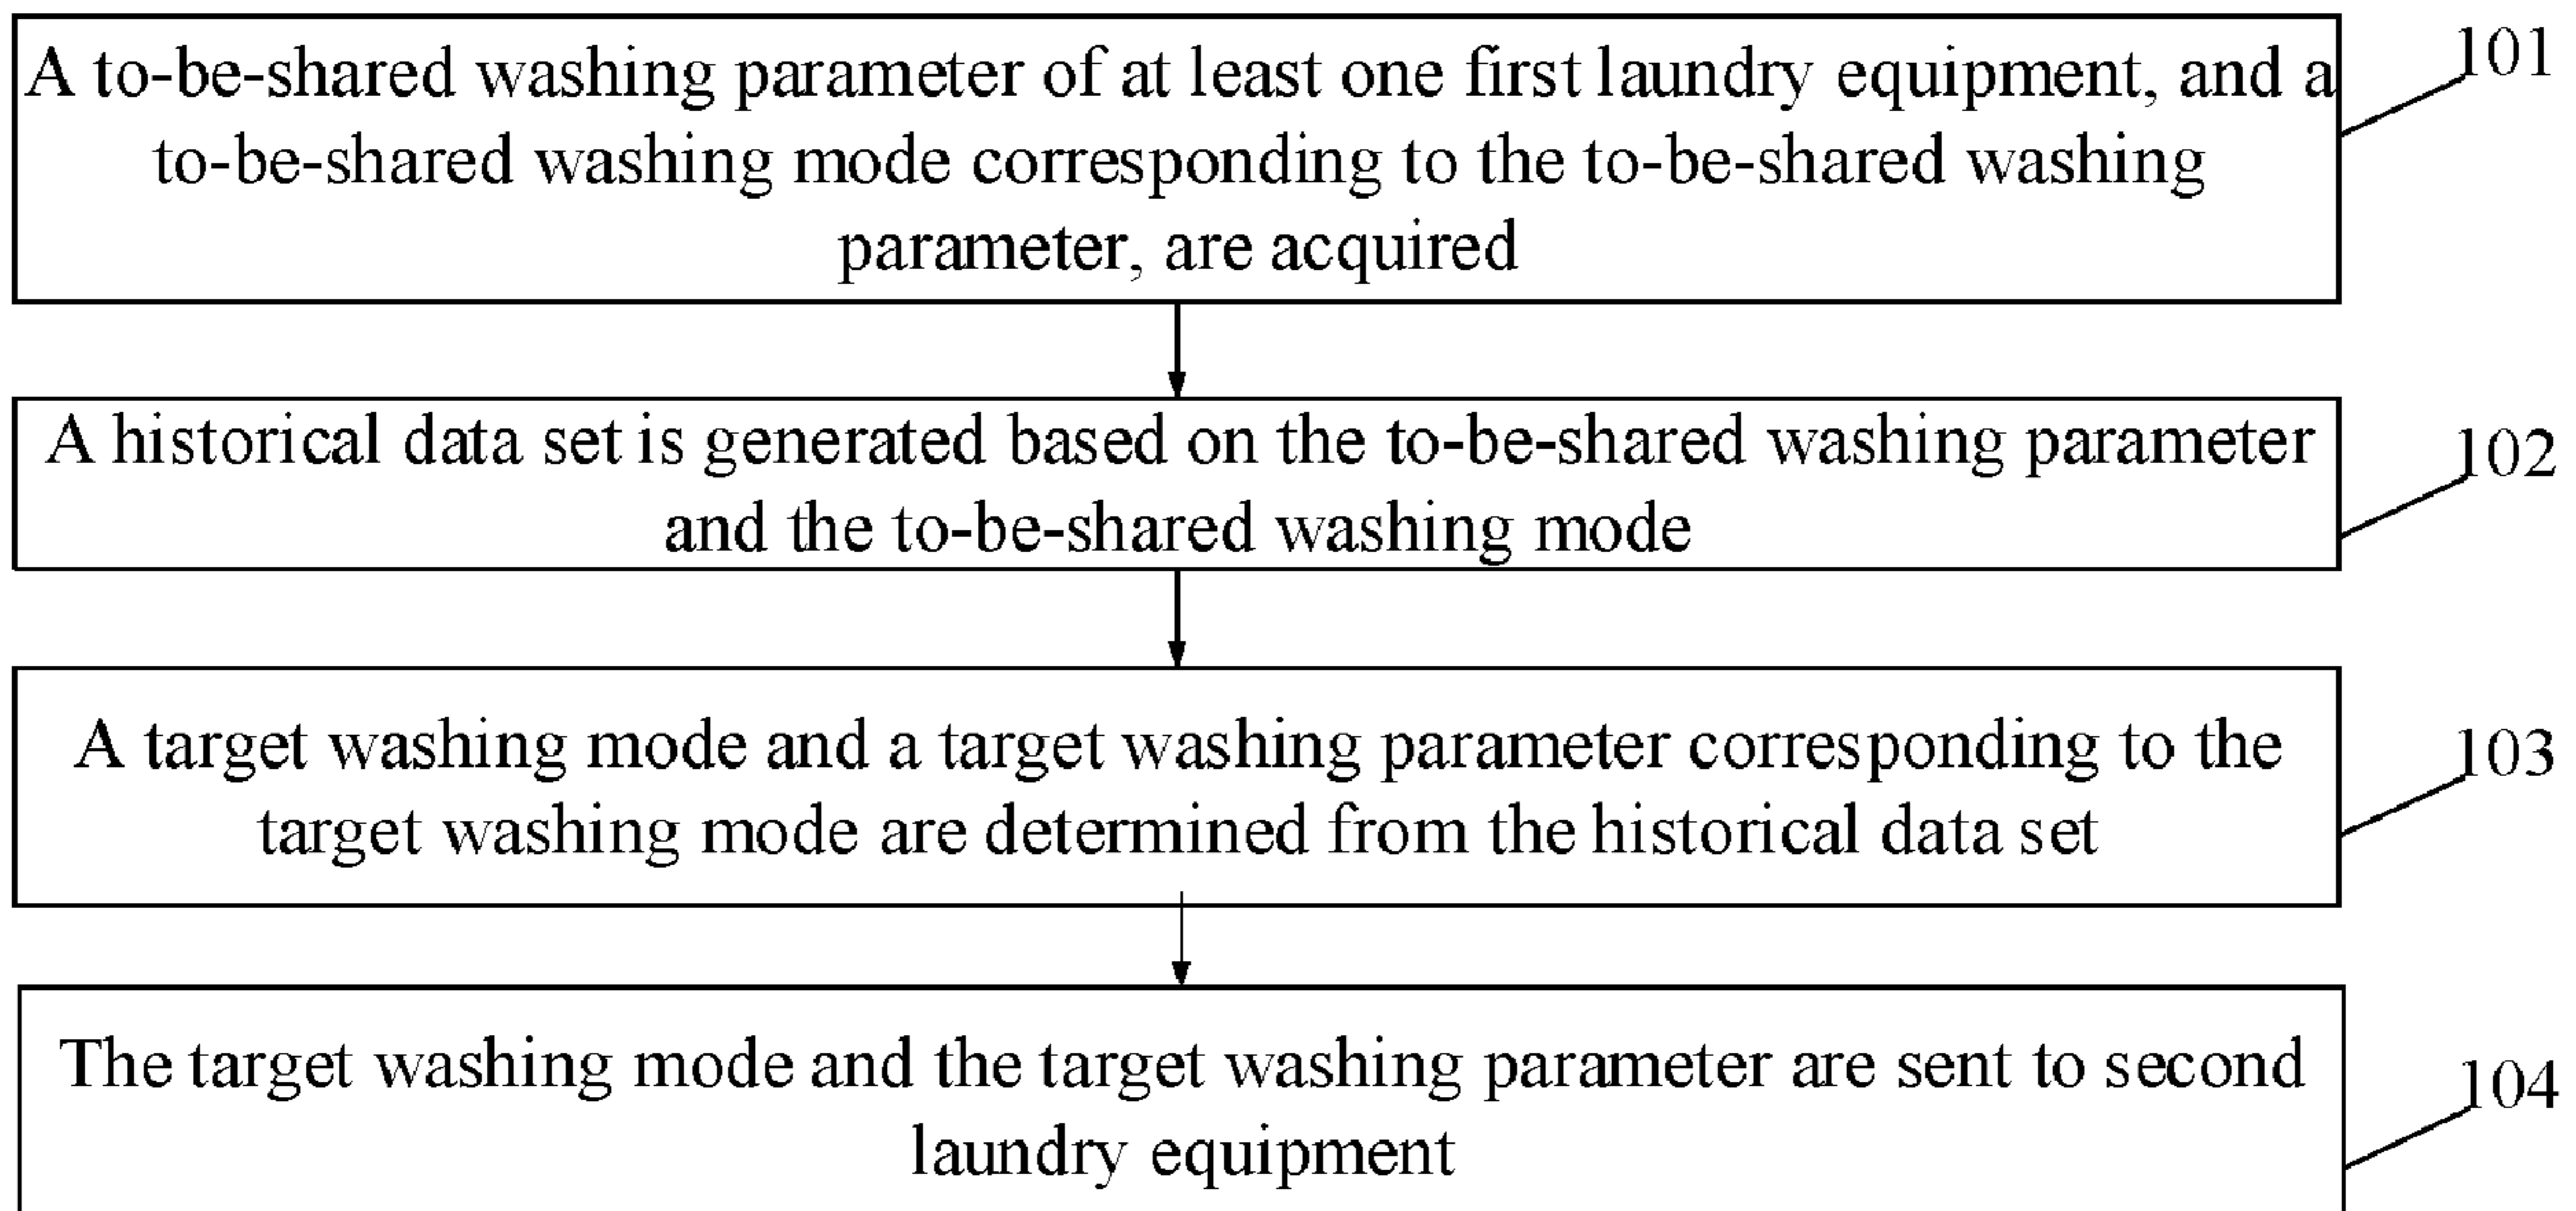 A to-be-shared washing parameter of at least one first laundry equipment, and a
to-be-shared washing mode corresponding to the to-be-shared washing
parameter, are acquired
101
A historical data set is generated based on the to-be-shared washing parameter
and the to-be-shared washing mode
102
A target washing mode and a target washing parameter corresponding to the
target washing mode are determined from the historical data set
103
The target washing mode and the target washing parameter are sent to second
laundry equipment
104